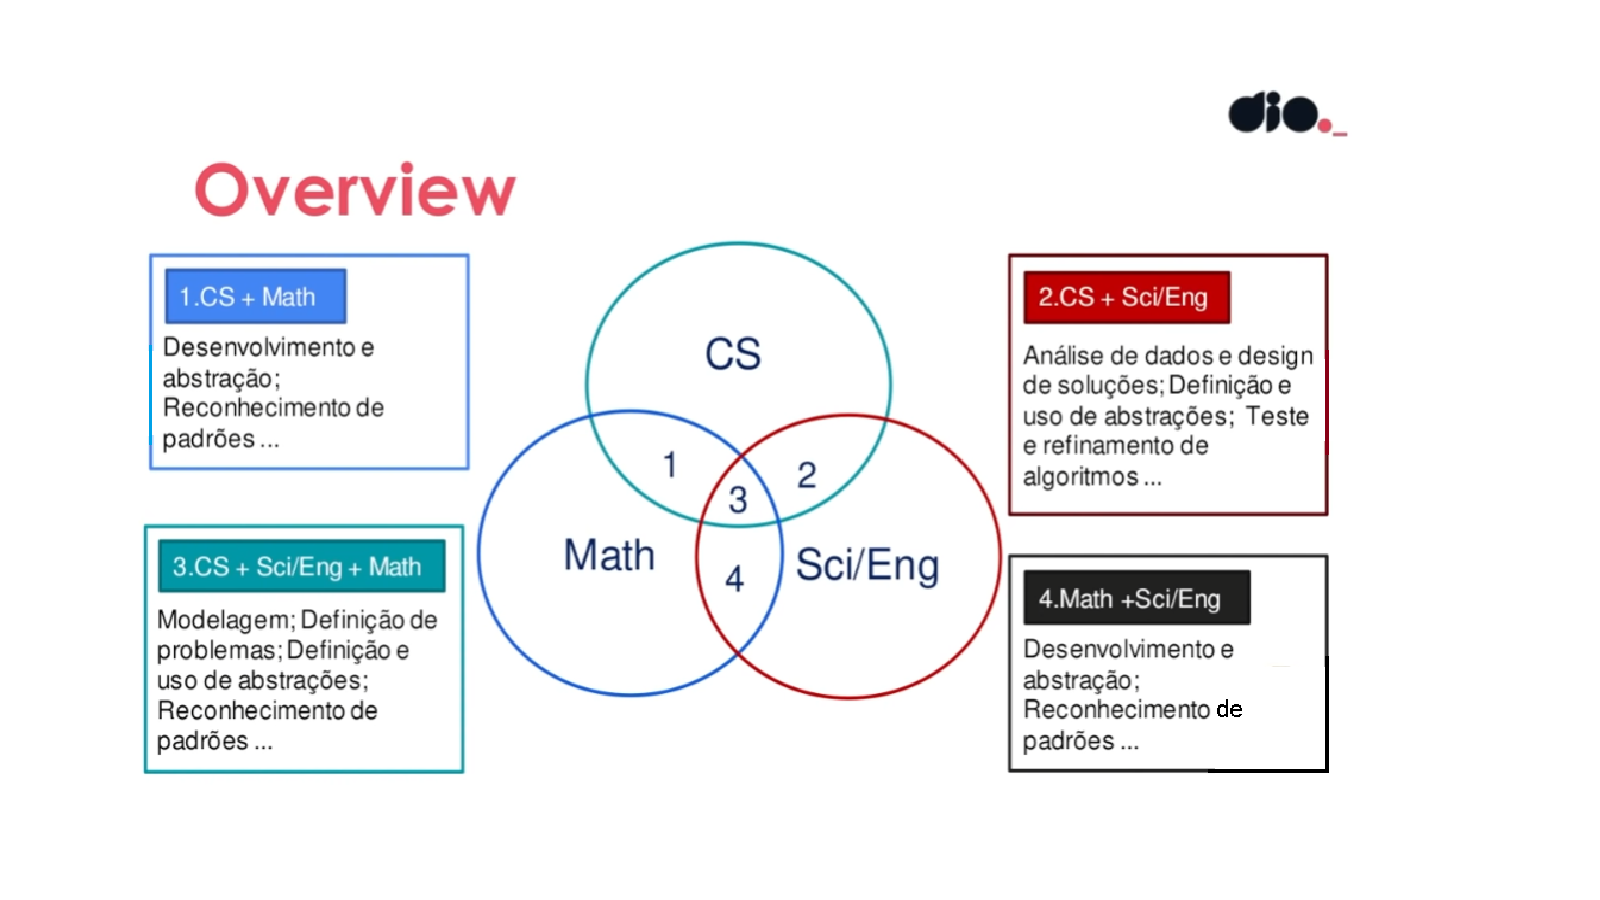 dio._
Overview
1.CS + Math
Desenvolvimento e
abstração;
Reconhecimento de
padrões ...
2.CS + Sci/Eng
Análise de dados e design
de soluções; Definição e
uso de abstrações; Teste
e refinamento de
algoritmos ...
CS
1
2
3
Math
Sci/Eng
4
3.CS + Sci/Eng + Math
Modelagem; Definição de
problemas; Definição e
uso de abstrações;
Reconhecimento de
padrões ...
4.Math +Sci/Eng
Desenvolvimento e
abstração;
Reconhecimento de
padrões ...